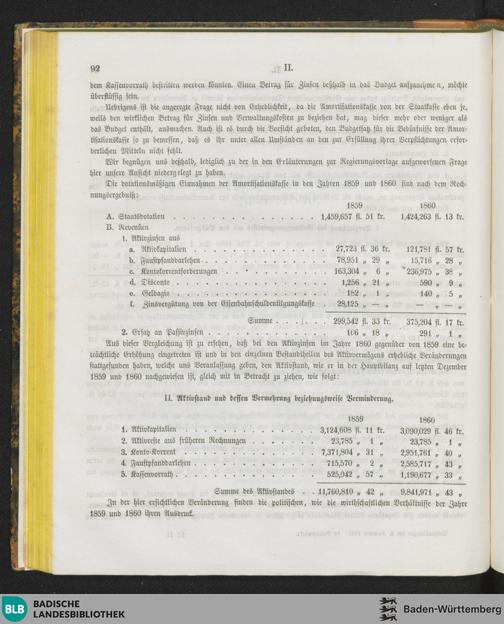 92 II.
dem Kassenvorrath bestritten werden könnten. Einen Betrag für Zinsen deßhalb in das Budget aufzunehmen, möchte
überflüssig sein.
Uebrigens ist die angeregte Frage nicht von Erheblichkeit, da die Amortisationskasse von der Staatskasse eben je-
weils den wirklichen Betrag für Zinsen und Verwaltungskosten zu beziehen hat, mag dieser mehr oder weniger als
das Budget enthält, ausmachen. Auch ist es durch die Vorsicht geboten, den Budgetsatz für die Bedürfnisse der Amor-
tisationskasse so zu bemessen, daß es ihr unter allen Umständen an den zur Erfüllung ihrer Verpflichtungen erfor-
derlichen Mitteln nicht fehlt.
Wir begnügen uns deßhalb, lediglich zu der in den Erläuterungen zur Regierungsvorlage aufgeworfenen Frage
hier unsere Ansicht niedergelegt zu haben.
Die dotationsmäßigen Einnahmen der Amortisationskasse in den Jahren 1859 und 1860 sind nach dem Rech-
nungsergebniß:
1859 1860
A. Staatsdotation 1,459,657 fl. 51 kr. 1,424,263 fl. 13 kr.
B. Revenüen
1. Aktivzinsen aus
a. Aktivkapitalien 27,723 fl. 36 kr. 121,781 fl. 57 kr.
b. Faustpfanddarlehen 78,951 „ 29 „ 15,716 „ 28 „
c. Kontokorrentforderungen 163,304 „ 6 „ 236,975 „ 38 „
d. Disconto 1,256 „ 21 „ 590 „ 9 „
e. Geldagio 182 „ 1 „ 140 „ 5 „
f. Zinsvergütung von der Eisenbahnschuldentilgungskasse 28,125 „ — „ — „ — „
Summe 299,542 fl. 33 kr. 375,204 fl. 17 kr.
2. Ersatz an Passivzinsen 106 „ 18 „ 291 „ 1 „
Aus dieser Vergleichung ist zu ersehen, daß bei den Aktivzinsen im Jahre 1860 gegenüber von 1859 eine be-
trächtliche Erhöhung eingetreten ist und in den einzelnen Bestandtheilen des Aktivvermögens erhebliche Veränderungen
stattgefunden haben, welche uns Veranlassung geben, den Aktivstand, wie er in der Hauptbilanz auf letzten Dezember
1859 und 1860 nachgewiesen ist, gleich mit in Betracht zu ziehen, wie folgt:
II. Aktivstand und dessen Vermehrung beziehungsweise Verminderung.
1859 1860
1. Aktivkapitalien 3,124,608 fl. 11 kr. 3,090,029 fl. 46 kr.
2. Aktivreste aus früheren Rechnungen 23,785 „ 1 „ 23,785 „ 1 „
3. Konto-Korrent 7,371,804 „ 31 „ 2,951,761 „ 40 „
4. Faustpfanddarlehen 715,570 „ 2 „ 2,585,717 „ 43 „
5. Kassenvorrath 525,042 „ 57 „ 1,190,677 „ 33 „
Summe des Aktivstandes 11,760,810 „ 42 „ 9,841,971 „ 43 „
In der hier ersichtlichen Veränderung finden die politischen, wie die wirthschaftlichen Verhältnisse der Jahre
1859 und 1860 ihren Ausdruck.
BLB BADISCHE
LANDESBIBLIOTHEK
Baden-Württemberg